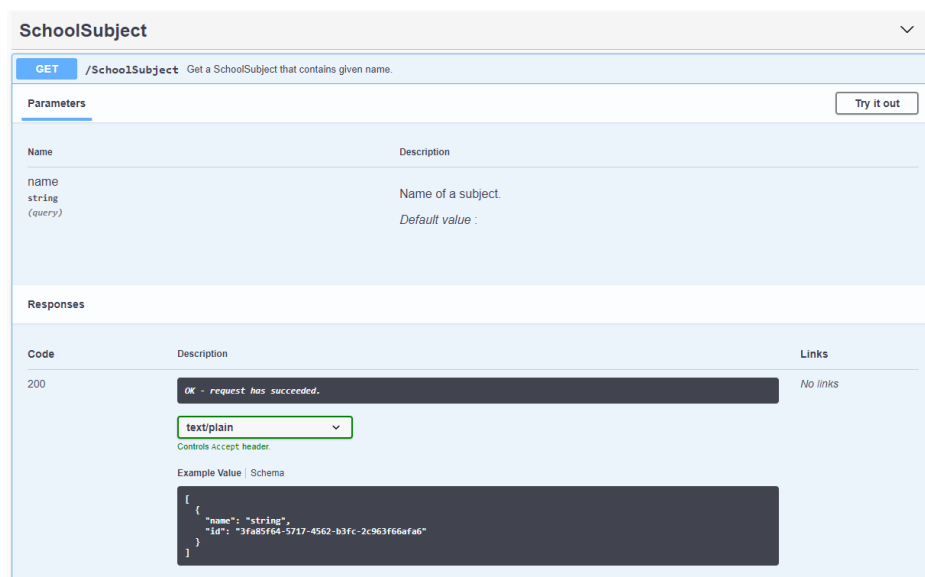 SchoolSubject
GET /SchoolSubject Get a SchoolSubject that contains given name.
Parameters Try it out
Name Description
name
string
(query)
Name of a subject.
Default value :
Responses
Code Description Links
200 OK - request has succeeded. No links
text/plain
Controls Accept header.
Example Value | Schema
[
  {
    "name": "string",
    "id": "3fa85f64-5717-4562-b3fc-2c963f66afa6"
  }
]